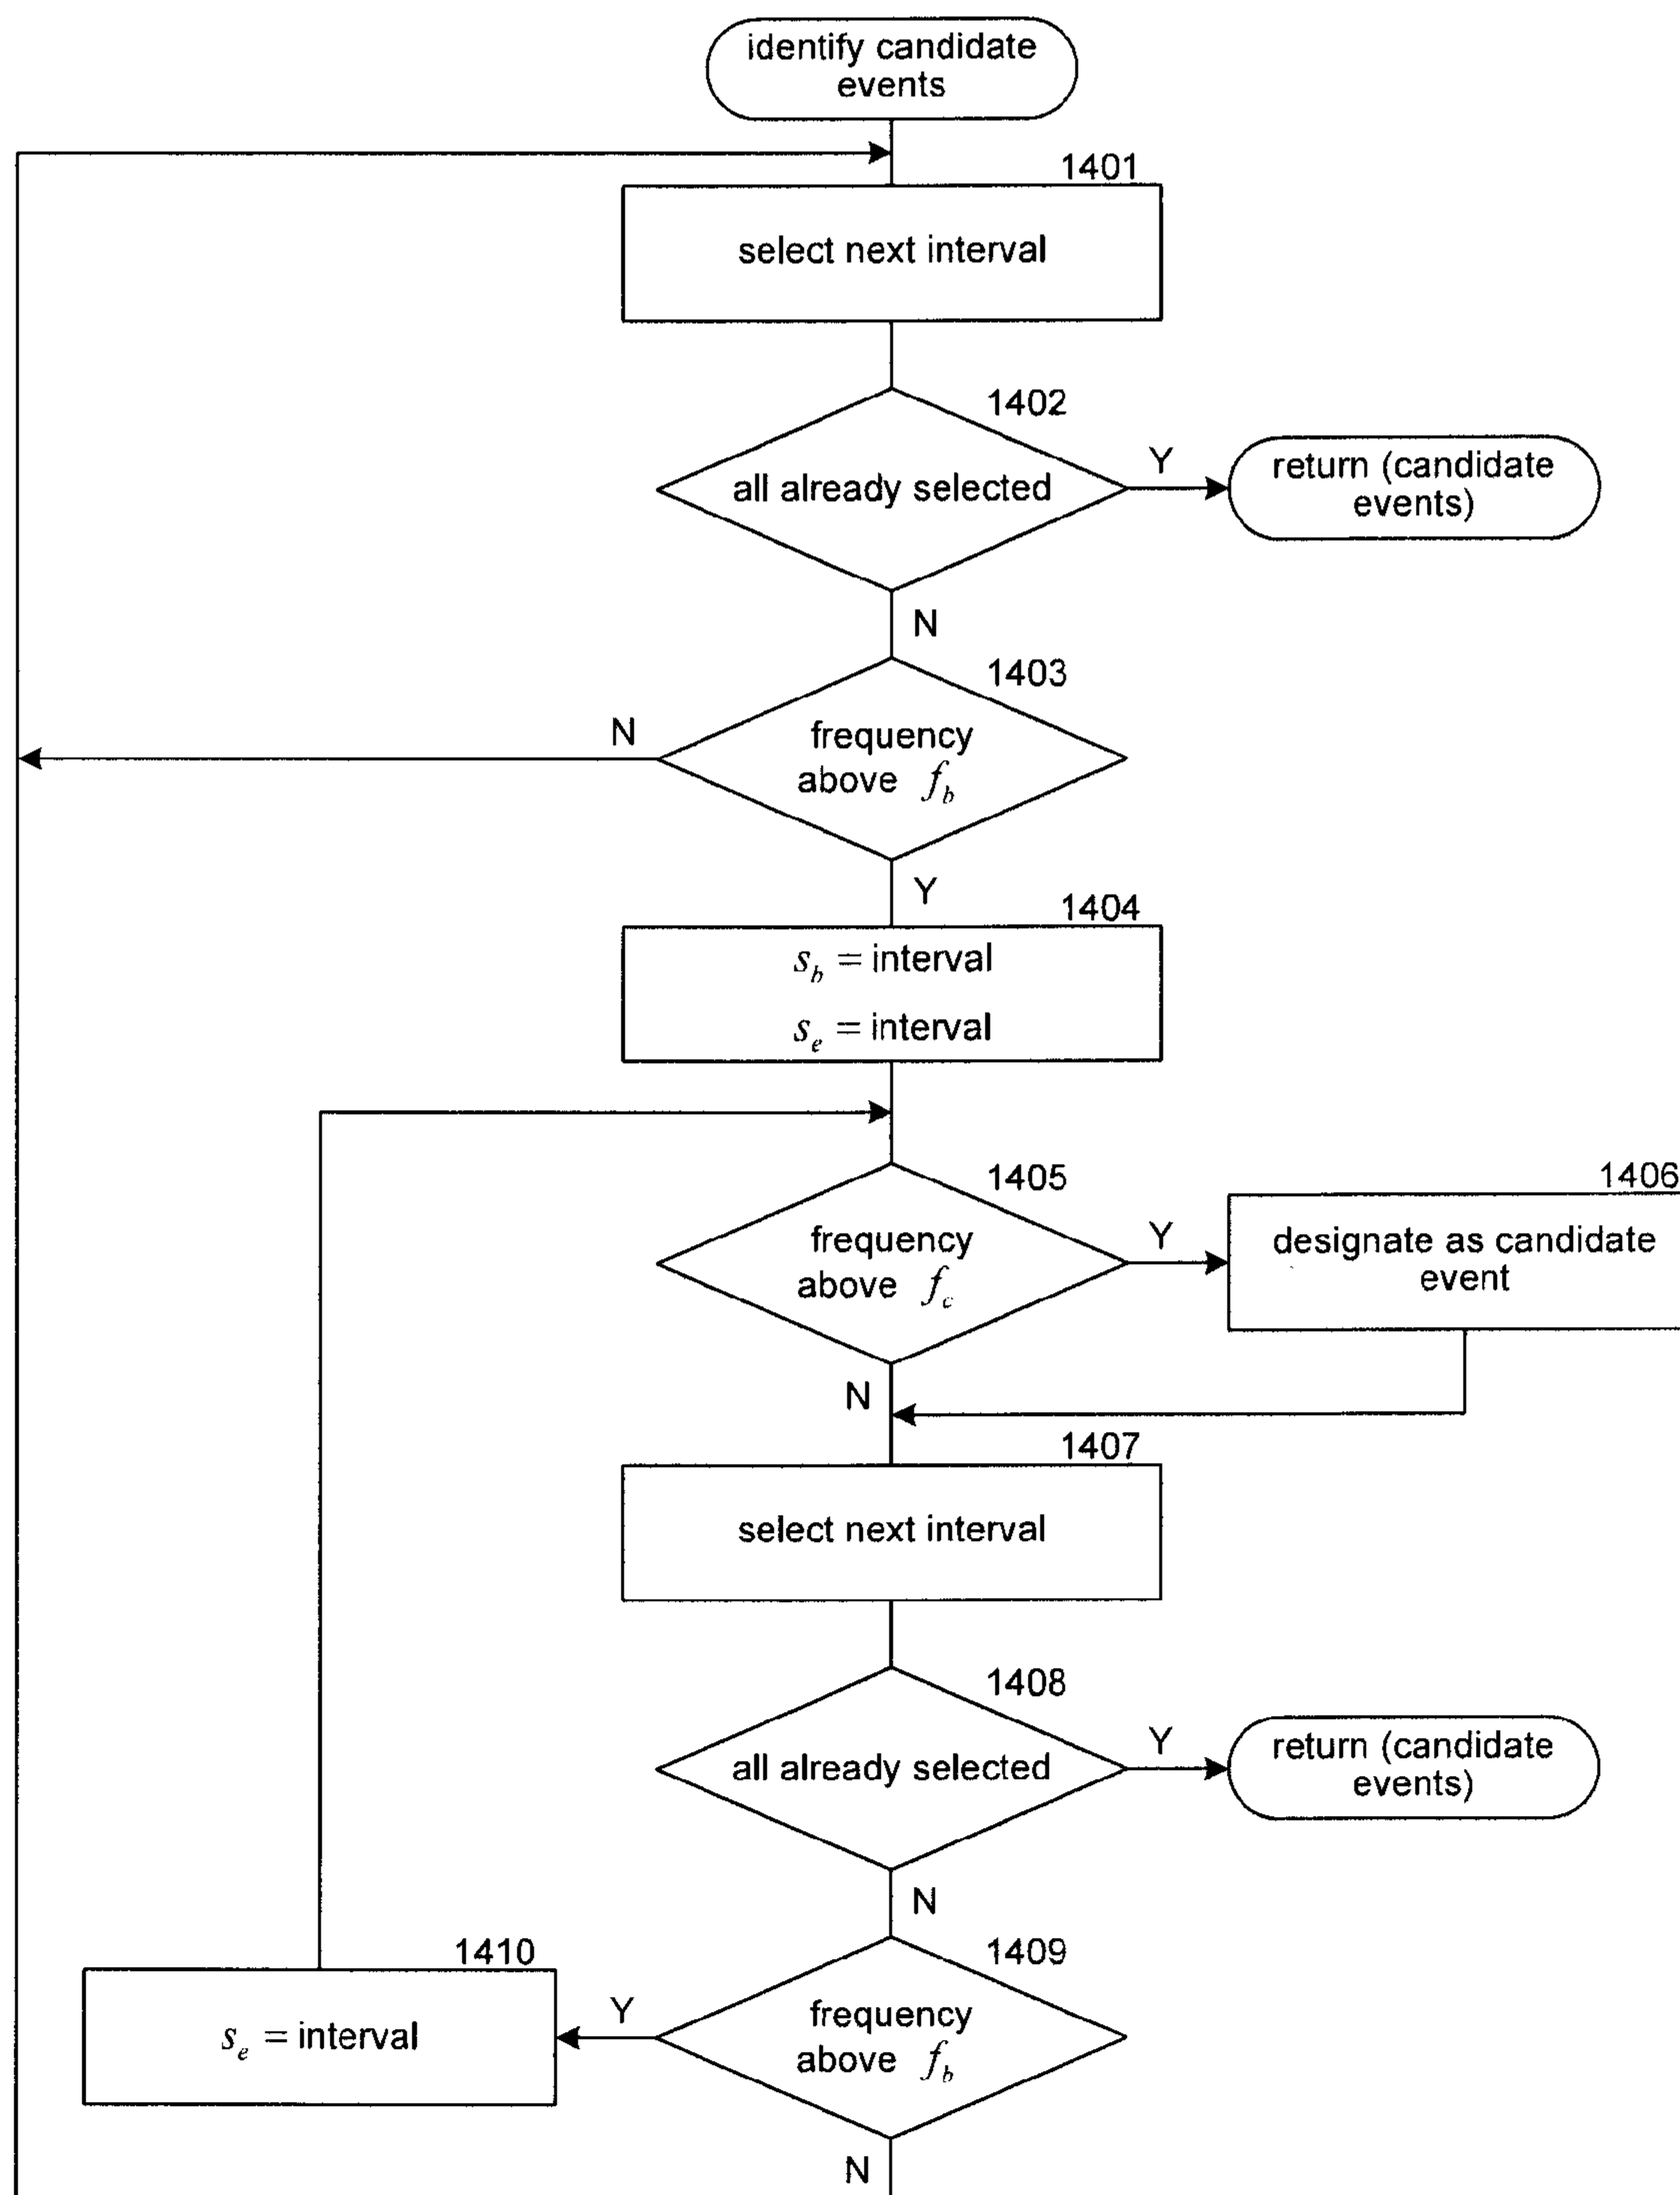 identify candidate
events
1401
select next interval
1402
all already selected
Y
return (candidate
events)
N
1403
N
frequency
above f_b
Y
1404
s_b = interval
s_e = interval
1405
frequency
above f_c
Y
1406
designate as candidate
event
N
1407
select next interval
1408
all already selected
Y
return (candidate
events)
N
1410
s_e = interval
Y
1409
frequency
above f_b
N